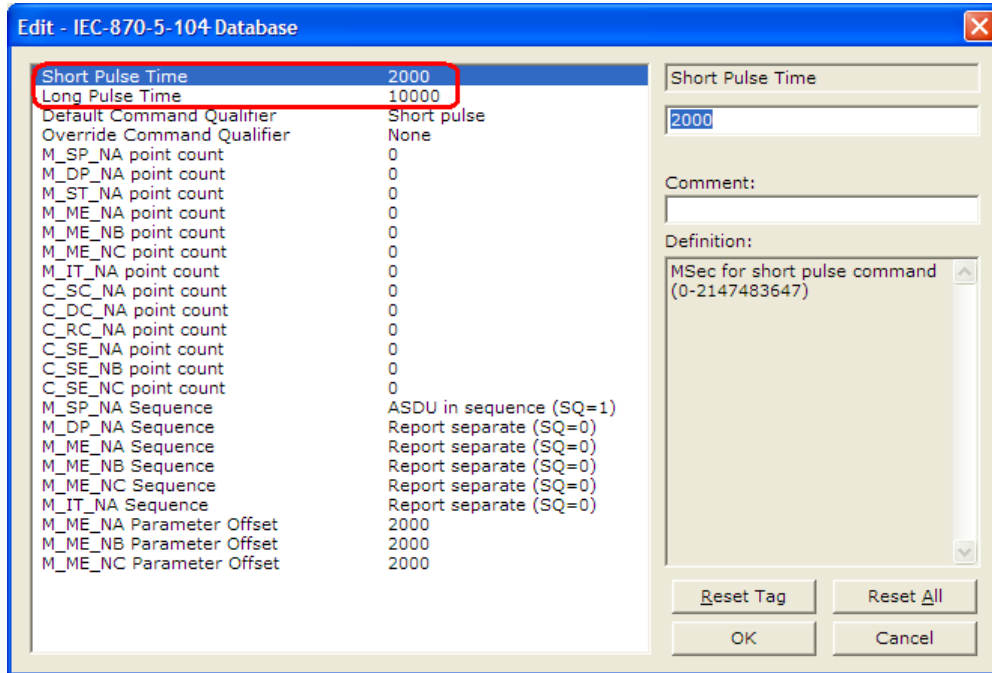 Edit - IEC-870-5-104 Database
Short Pulse Time 2000
Long Pulse Time 10000
Default Command Qualifier Short pulse
Override Command Qualifier None
M_SP_NA point count 0
M_DP_NA point count 0
M_ST_NA point count 0
M_ME_NA point count 0
M_ME_NB point count 0
M_ME_NC point count 0
M_IT_NA point count 0
C_SC_NA point count 0
C_DC_NA point count 0
C_RC_NA point count 0
C_SE_NA point count 0
C_SE_NB point count 0
C_SE_NC point count 0
M_SP_NA Sequence ASDU in sequence (SQ=1)
M_DP_NA Sequence Report separate (SQ=0)
M_ME_NA Sequence Report separate (SQ=0)
M_ME_NB Sequence Report separate (SQ=0)
M_ME_NC Sequence Report separate (SQ=0)
M_IT_NA Sequence Report separate (SQ=0)
M_ME_NA Parameter Offset 2000
M_ME_NB Parameter Offset 2000
M_ME_NC Parameter Offset 2000
Short Pulse Time
2000
Comment:
Definition:
MSec for short pulse command
(0-2147483647)
Reset Tag Reset All
OK Cancel